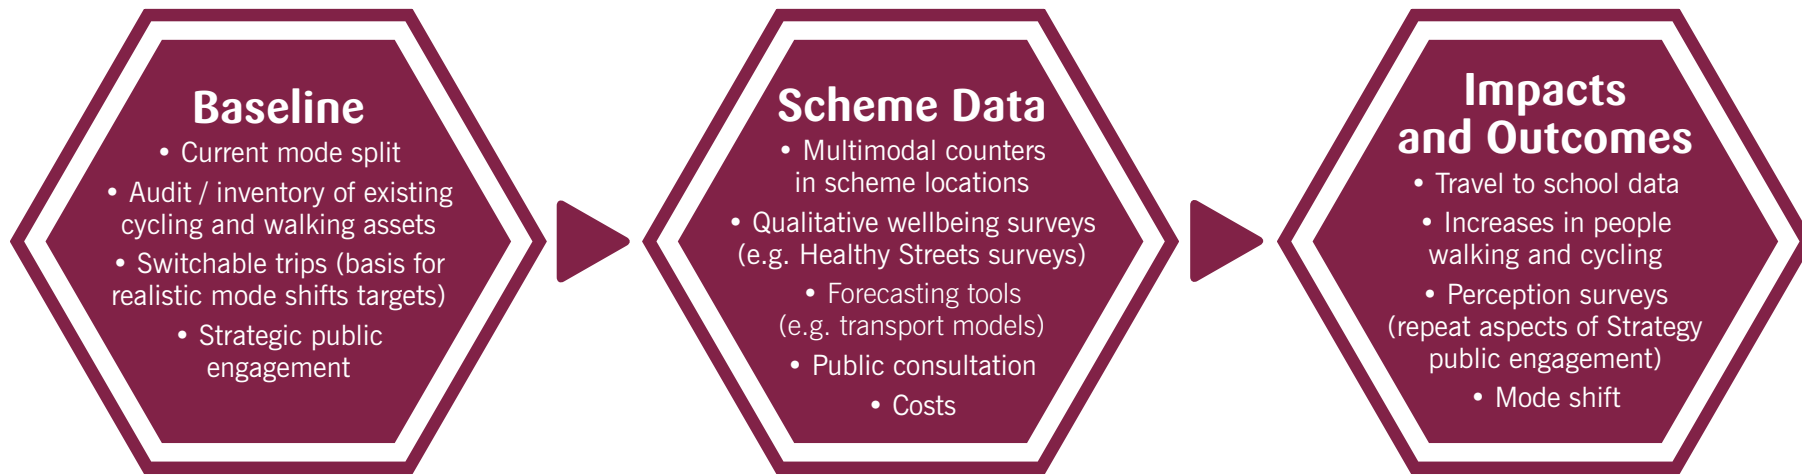 Baseline
• Current mode split
• Audit / inventory of existing
cycling and walking assets
• Switchable trips (basis for
realistic mode shifts targets)
• Strategic public
engagement
Scheme Data
• Multimodal counters
in scheme locations
• Qualitative wellbeing surveys
(e.g. Healthy Streets surveys)
• Forecasting tools
(e.g. transport models)
• Public consultation
• Costs
Impacts
and Outcomes
• Travel to school data
• Increases in people
walking and cycling
• Perception surveys
(repeat aspects of Strategy
public engagement)
• Mode shift